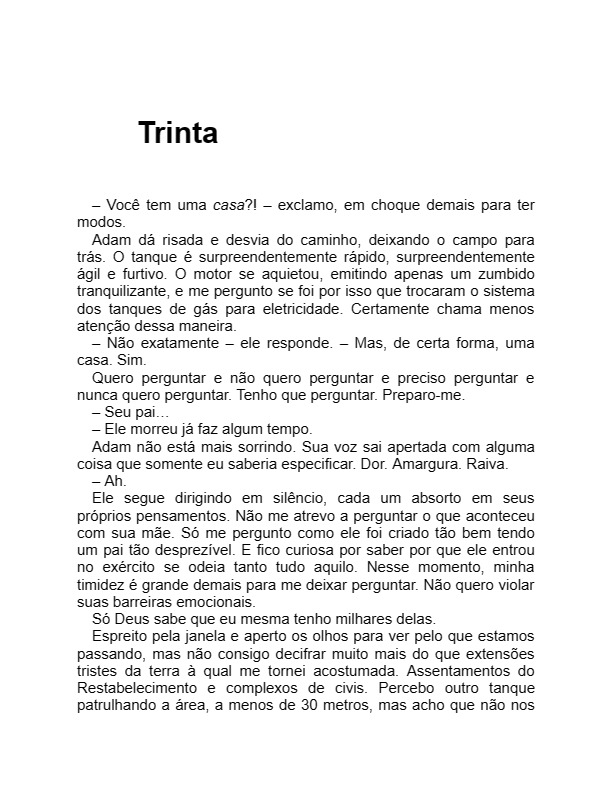 Trinta
– Você tem uma casa?! – exclamo, em choque demais para ter
modos.
Adam dá risada e desvia do caminho, deixando o campo para
trás. O tanque é surpreendentemente rápido, surpreendentemente
ágil e furtivo. O motor se aquietou, emitindo apenas um zumbido
tranquilizante, e me pergunto se foi por isso que trocaram o sistema
dos tanques de gás para eletricidade. Certamente chama menos
atenção dessa maneira.
– Não exatamente – ele responde. – Mas, de certa forma, uma
casa. Sim.
Quero perguntar e não quero perguntar e preciso perguntar e
nunca quero perguntar. Tenho que perguntar. Preparo-me.
– Seu pai…
– Ele morreu já faz algum tempo.
Adam não está mais sorrindo. Sua voz sai apertada com alguma
coisa que somente eu saberia especificar. Dor. Amargura. Raiva.
– Ah.
Ele segue dirigindo em silêncio, cada um absorto em seus
próprios pensamentos. Não me atrevo a perguntar o que aconteceu
com sua mãe. Só me pergunto como ele foi criado tão bem tendo
um pai tão desprezível. E fico curiosa por saber por que ele entrou
no exército se odeia tanto tudo aquilo. Nesse momento, minha
timidez é grande demais para me deixar perguntar. Não quero violar
suas barreiras emocionais.
Só Deus sabe que eu mesma tenho milhares delas.
Espreito pela janela e aperto os olhos para ver pelo que estamos
passando, mas não consigo decifrar muito mais do que extensões
tristes da terra à qual me tornei acostumada. Assentamentos do
Restabelecimento e complexos de civis. Percebo outro tanque
patrulhando a área, a menos de 30 metros, mas acho que não nos